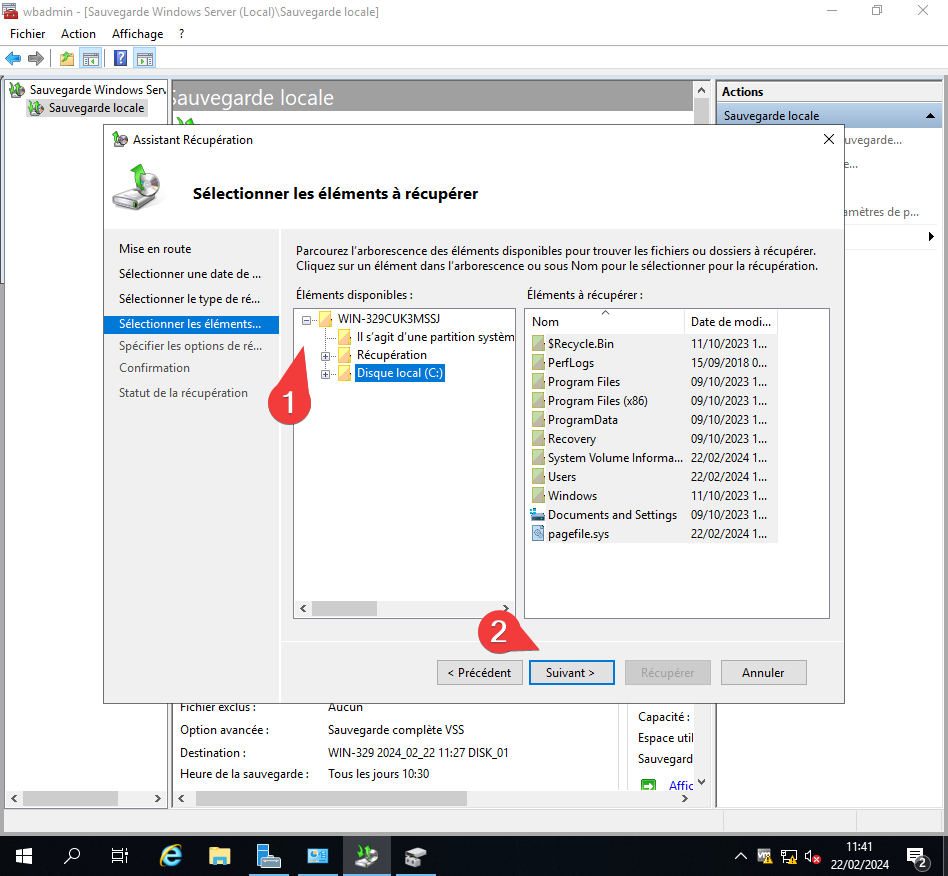 wbadmin - [Sauvegarde Windows Server (Local)\Sauvegarde locale]
Fichier Action Affichage ?
Sauvegarde Windows Serv
Sauvegarde locale
Sauvegarde locale
Actions
Sauvegarde locale
uvegarde...
e...
amètres de p...
Assistant Récupération
Sélectionner les éléments à récupérer
Mise en route
Sélectionner une date de ...
Sélectionner le type de ré...
Sélectionner les éléments...
Spécifier les options de ré...
Confirmation
Statut de la récupération
Parcourez l’arborescence des éléments disponibles pour trouver les fichiers ou dossiers à récupérer.
Cliquez sur un élément dans l’arborescence ou sous Nom pour le sélectionner pour la récupération.
Éléments disponibles :
WIN-329CUK3MSSJ
Il s’agit d’une partition système
Récupération
Disque local (C:)
1
Éléments à récupérer :
Nom Date de modi...
$Recycle.Bin 11/10/2023 1...
PerfLogs 15/09/2018 0...
Program Files 09/10/2023 1...
Program Files (x86) 09/10/2023 1...
ProgramData 09/10/2023 1...
Recovery 09/10/2023 1...
System Volume Informa... 22/02/2024 1...
Users 22/02/2024 1...
Windows 11/10/2023 1...
Documents and Settings 09/10/2023 1...
pagefile.sys 22/02/2024 1...
2
< Précédent Suivant > Récupérer Annuler
Fichier exclus : Aucun
Option avancée : Sauvegarde complète VSS
Destination : WIN-329 2024_02_22 11:27 DISK_01
Heure de la sauvegarde : Tous les jours 10:30
Capacité :
Espace util
Sauvegard
Affic
11:41
22/02/2024
2